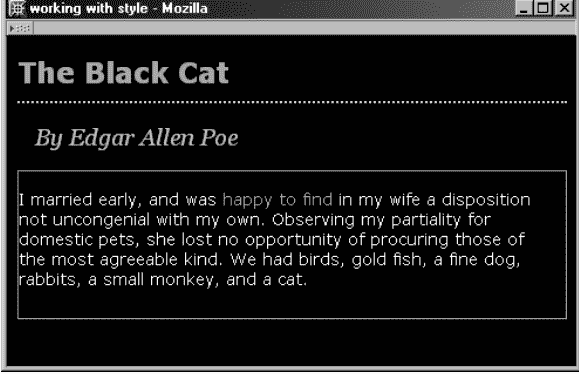 working with style - Mozilla
The Black Cat
By Edgar Allen Poe
I married early, and was happy to find in my wife a disposition
not uncongenial with my own. Observing my partiality for
domestic pets, she lost no opportunity of procuring those of
the most agreeable kind. We had birds, gold fish, a fine dog,
rabbits, a small monkey, and a cat.